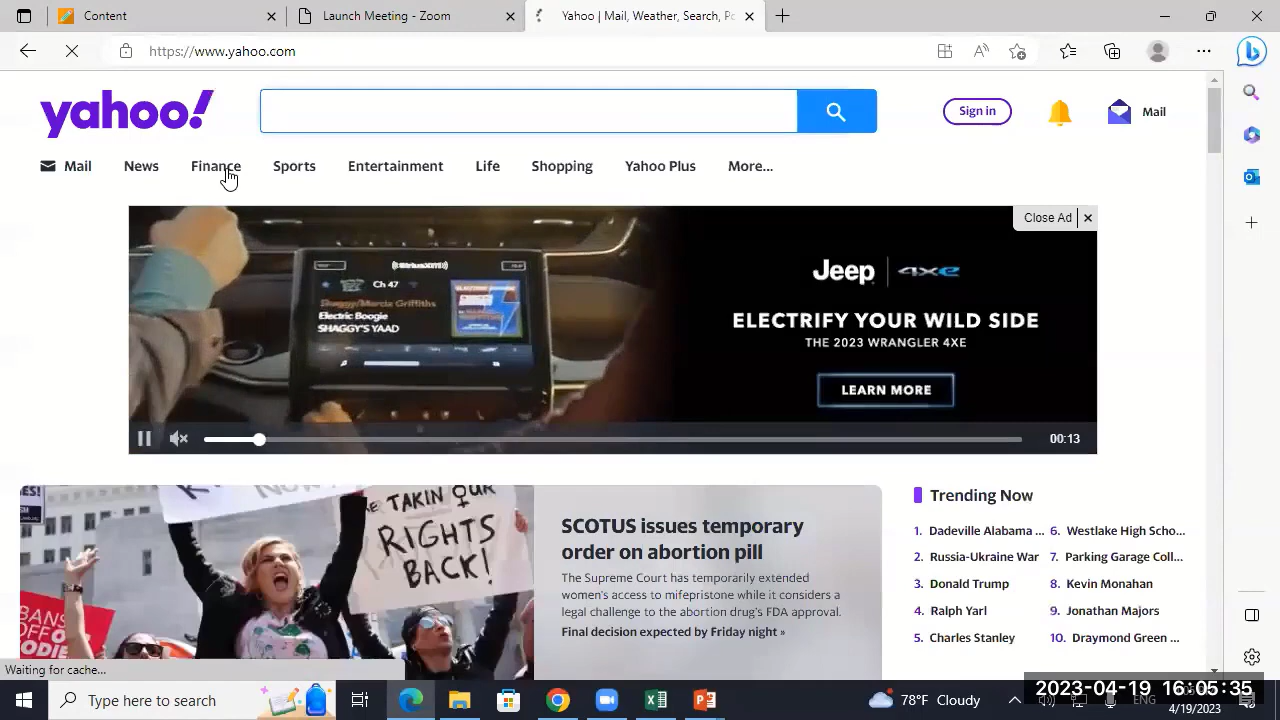 Content
Launch Meeting - Zoom
Yahoo | Mail, Weather, Search, Po
https://www.yahoo.com
yahoo!
Sign in
Mail
Mail
News
Finance
Sports
Entertainment
Life
Shopping
Yahoo Plus
More...
Close Ad
((SiriusXM))
Ch 47
Shaggy/Marcia Griffiths
Electric Boogie
SHAGGY'S YAAD
Jeep
4xe
ELECTRIFY YOUR WILD SIDE
THE 2023 WRANGLER 4XE
LEARN MORE
00:13
TAKIN OUR
RIGHTS
BACK!
BANS
OFF
SCOTUS issues temporary
order on abortion pill
The Supreme Court has temporarily extended
women's access to mifepristone while it considers a
legal challenge to the abortion drug's FDA approval.
Final decision expected by Friday night »
Trending Now
1. Dadeville Alabama ...
2. Russia-Ukraine War
3. Donald Trump
4. Ralph Yarl
5. Charles Stanley
6. Westlake High Scho...
7. Parking Garage Coll...
8. Kevin Monahan
9. Jonathan Majors
10. Draymond Green ...
Waiting for cache...
Type here to search
78°F Cloudy
ENG
2023-04-19 16:05:35
4/19/2023